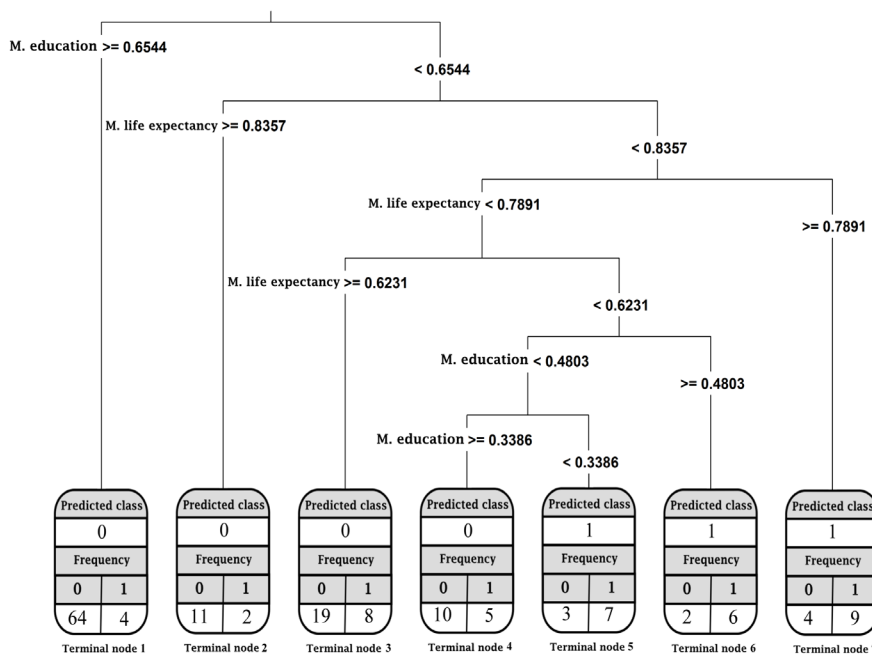 M. education >= 0.6544
< 0.6544
M. life expectancy >= 0.8357
< 0.8357
M. life expectancy < 0.7891
>= 0.7891
M. life expectancy >= 0.6231
< 0.6231
M. education < 0.4803
>= 0.4803
M. education >= 0.3386
< 0.3386
Predicted class Predicted class Predicted class Predicted class Predicted class Predicted class Predicted class
0 0 0 0 1 1 1
Frequency Frequency Frequency Frequency Frequency Frequency Frequency
0 1 0 1 0 1 0 1 0 1 0 1 0 1
64 4 11 2 19 8 10 5 3 7 2 6 4 9
Terminal node 1 Terminal node 2 Terminal node 3 Terminal node 4 Terminal node 5 Terminal node 6 Terminal node